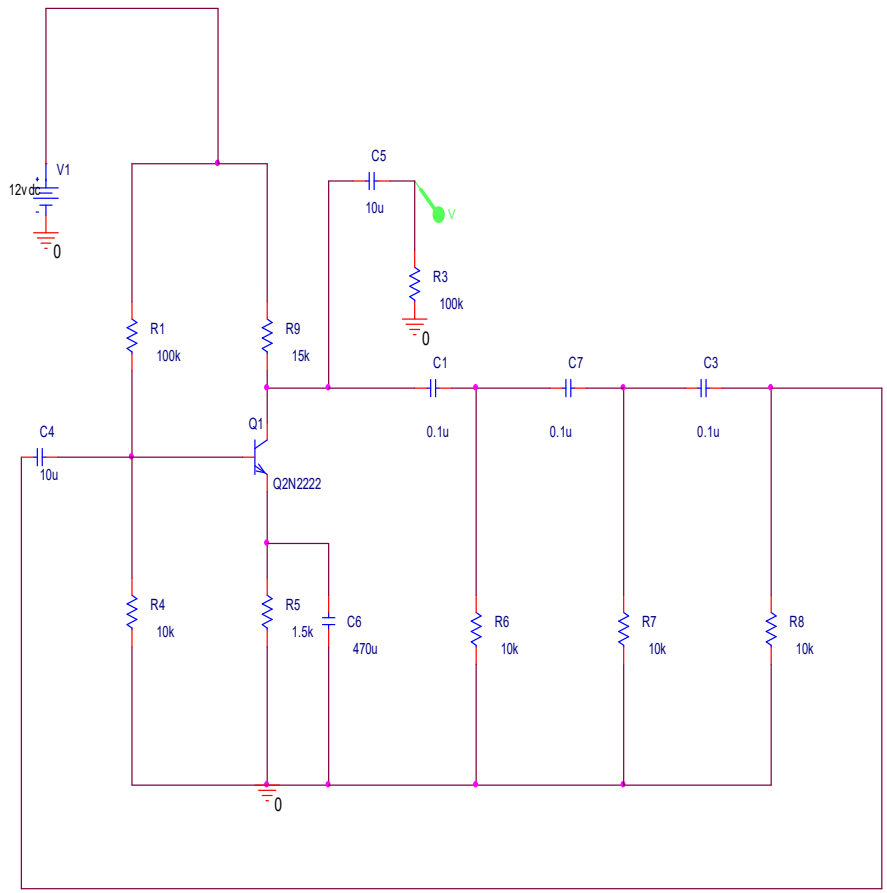 C5
V1
12vdc
10u
V
0
R3
100k
0
R1
100k
R9
15k
C1
C7
C3
Q1
C4
0.1u
0.1u
0.1u
10u
Q2N2222
R4
10k
R5
1.5k
C6
470u
R6
10k
R7
10k
R8
10k
0